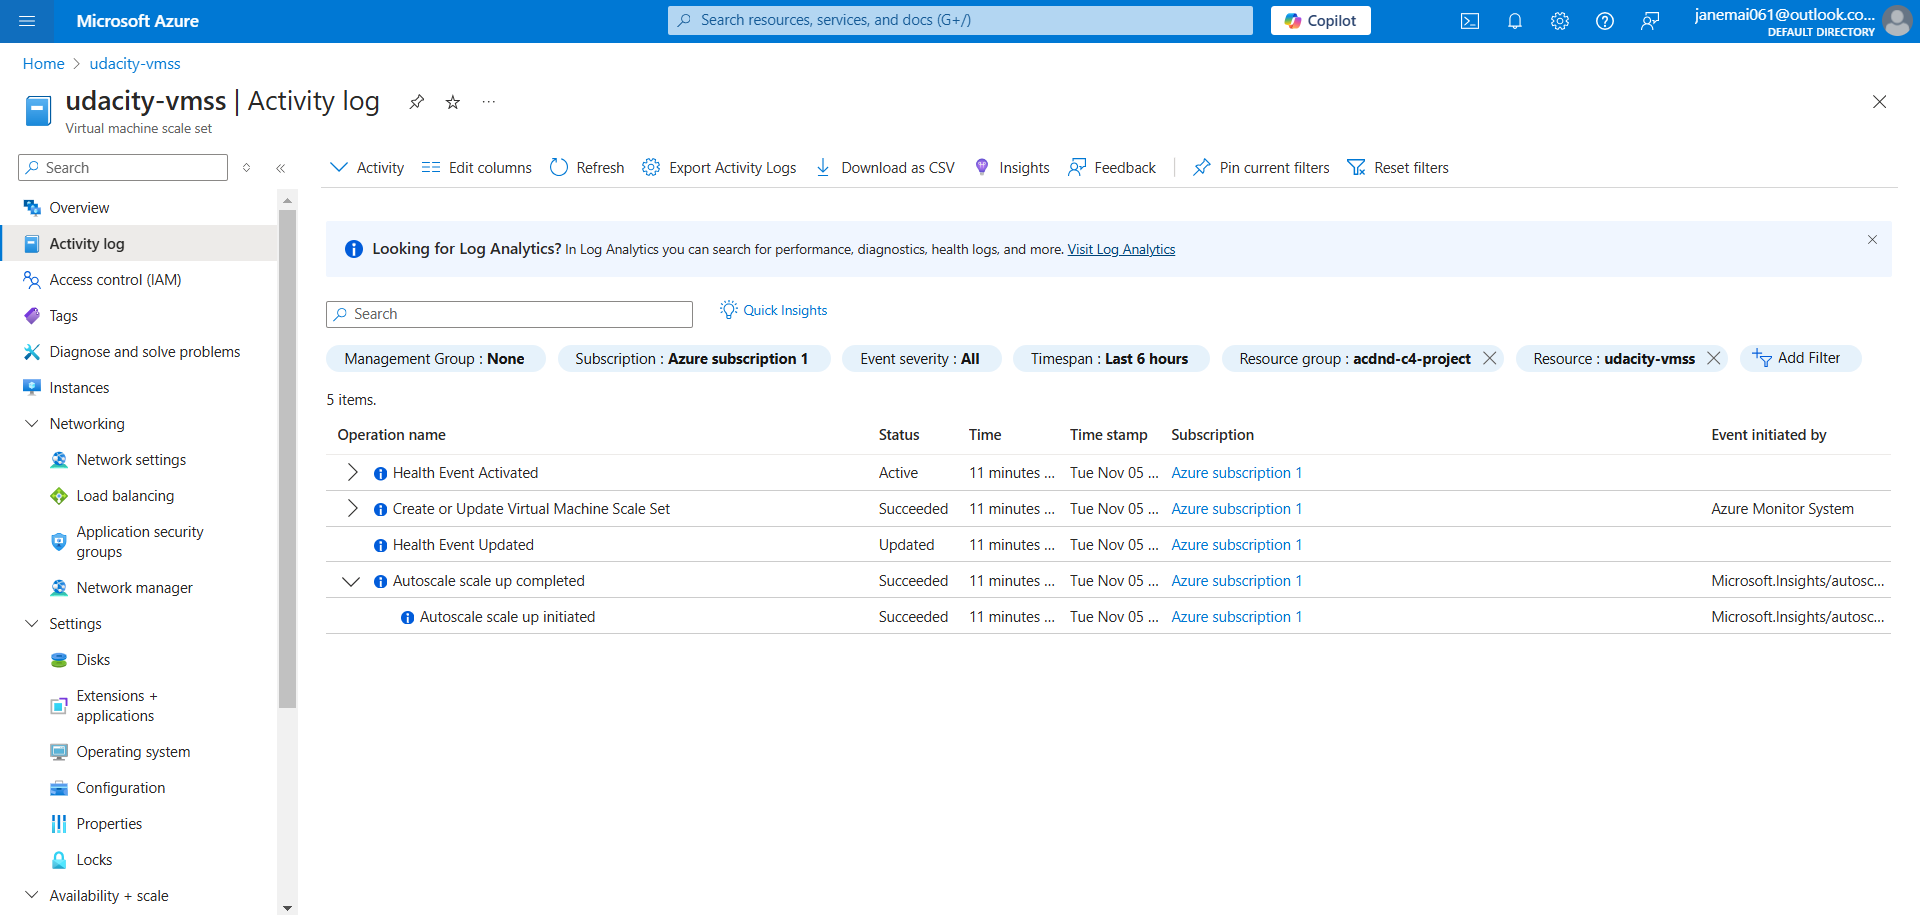 Microsoft Azure
Search resources, services, and docs (G+/)
Copilot
janemai061@outlook.co...
DEFAULT DIRECTORY
Home > udacity-vmss
udacity-vmss | Activity log
Virtual machine scale set
Search
Activity
Edit columns
Refresh
Export Activity Logs
Download as CSV
Insights
Feedback
Pin current filters
Reset filters
Overview
Activity log
Access control (IAM)
Tags
Diagnose and solve problems
Instances
Networking
Network settings
Load balancing
Application security
groups
Network manager
Settings
Disks
Extensions +
applications
Operating system
Configuration
Properties
Locks
Availability + scale
Looking for Log Analytics? In Log Analytics you can search for performance, diagnostics, health logs, and more. Visit Log Analytics
Search
Quick Insights
Management Group : None
Subscription : Azure subscription 1
Event severity : All
Timespan : Last 6 hours
Resource group : acdnd-c4-project
Resource : udacity-vmss
Add Filter
5 items.
Operation name Status Time Time stamp Subscription Event initiated by
Health Event Activated Active 11 minutes ... Tue Nov 05 ... Azure subscription 1
Create or Update Virtual Machine Scale Set Succeeded 11 minutes ... Tue Nov 05 ... Azure subscription 1 Azure Monitor System
Health Event Updated Updated 11 minutes ... Tue Nov 05 ... Azure subscription 1
Autoscale scale up completed Succeeded 11 minutes ... Tue Nov 05 ... Azure subscription 1 Microsoft.Insights/autosc...
Autoscale scale up initiated Succeeded 11 minutes ... Tue Nov 05 ... Azure subscription 1 Microsoft.Insights/autosc...